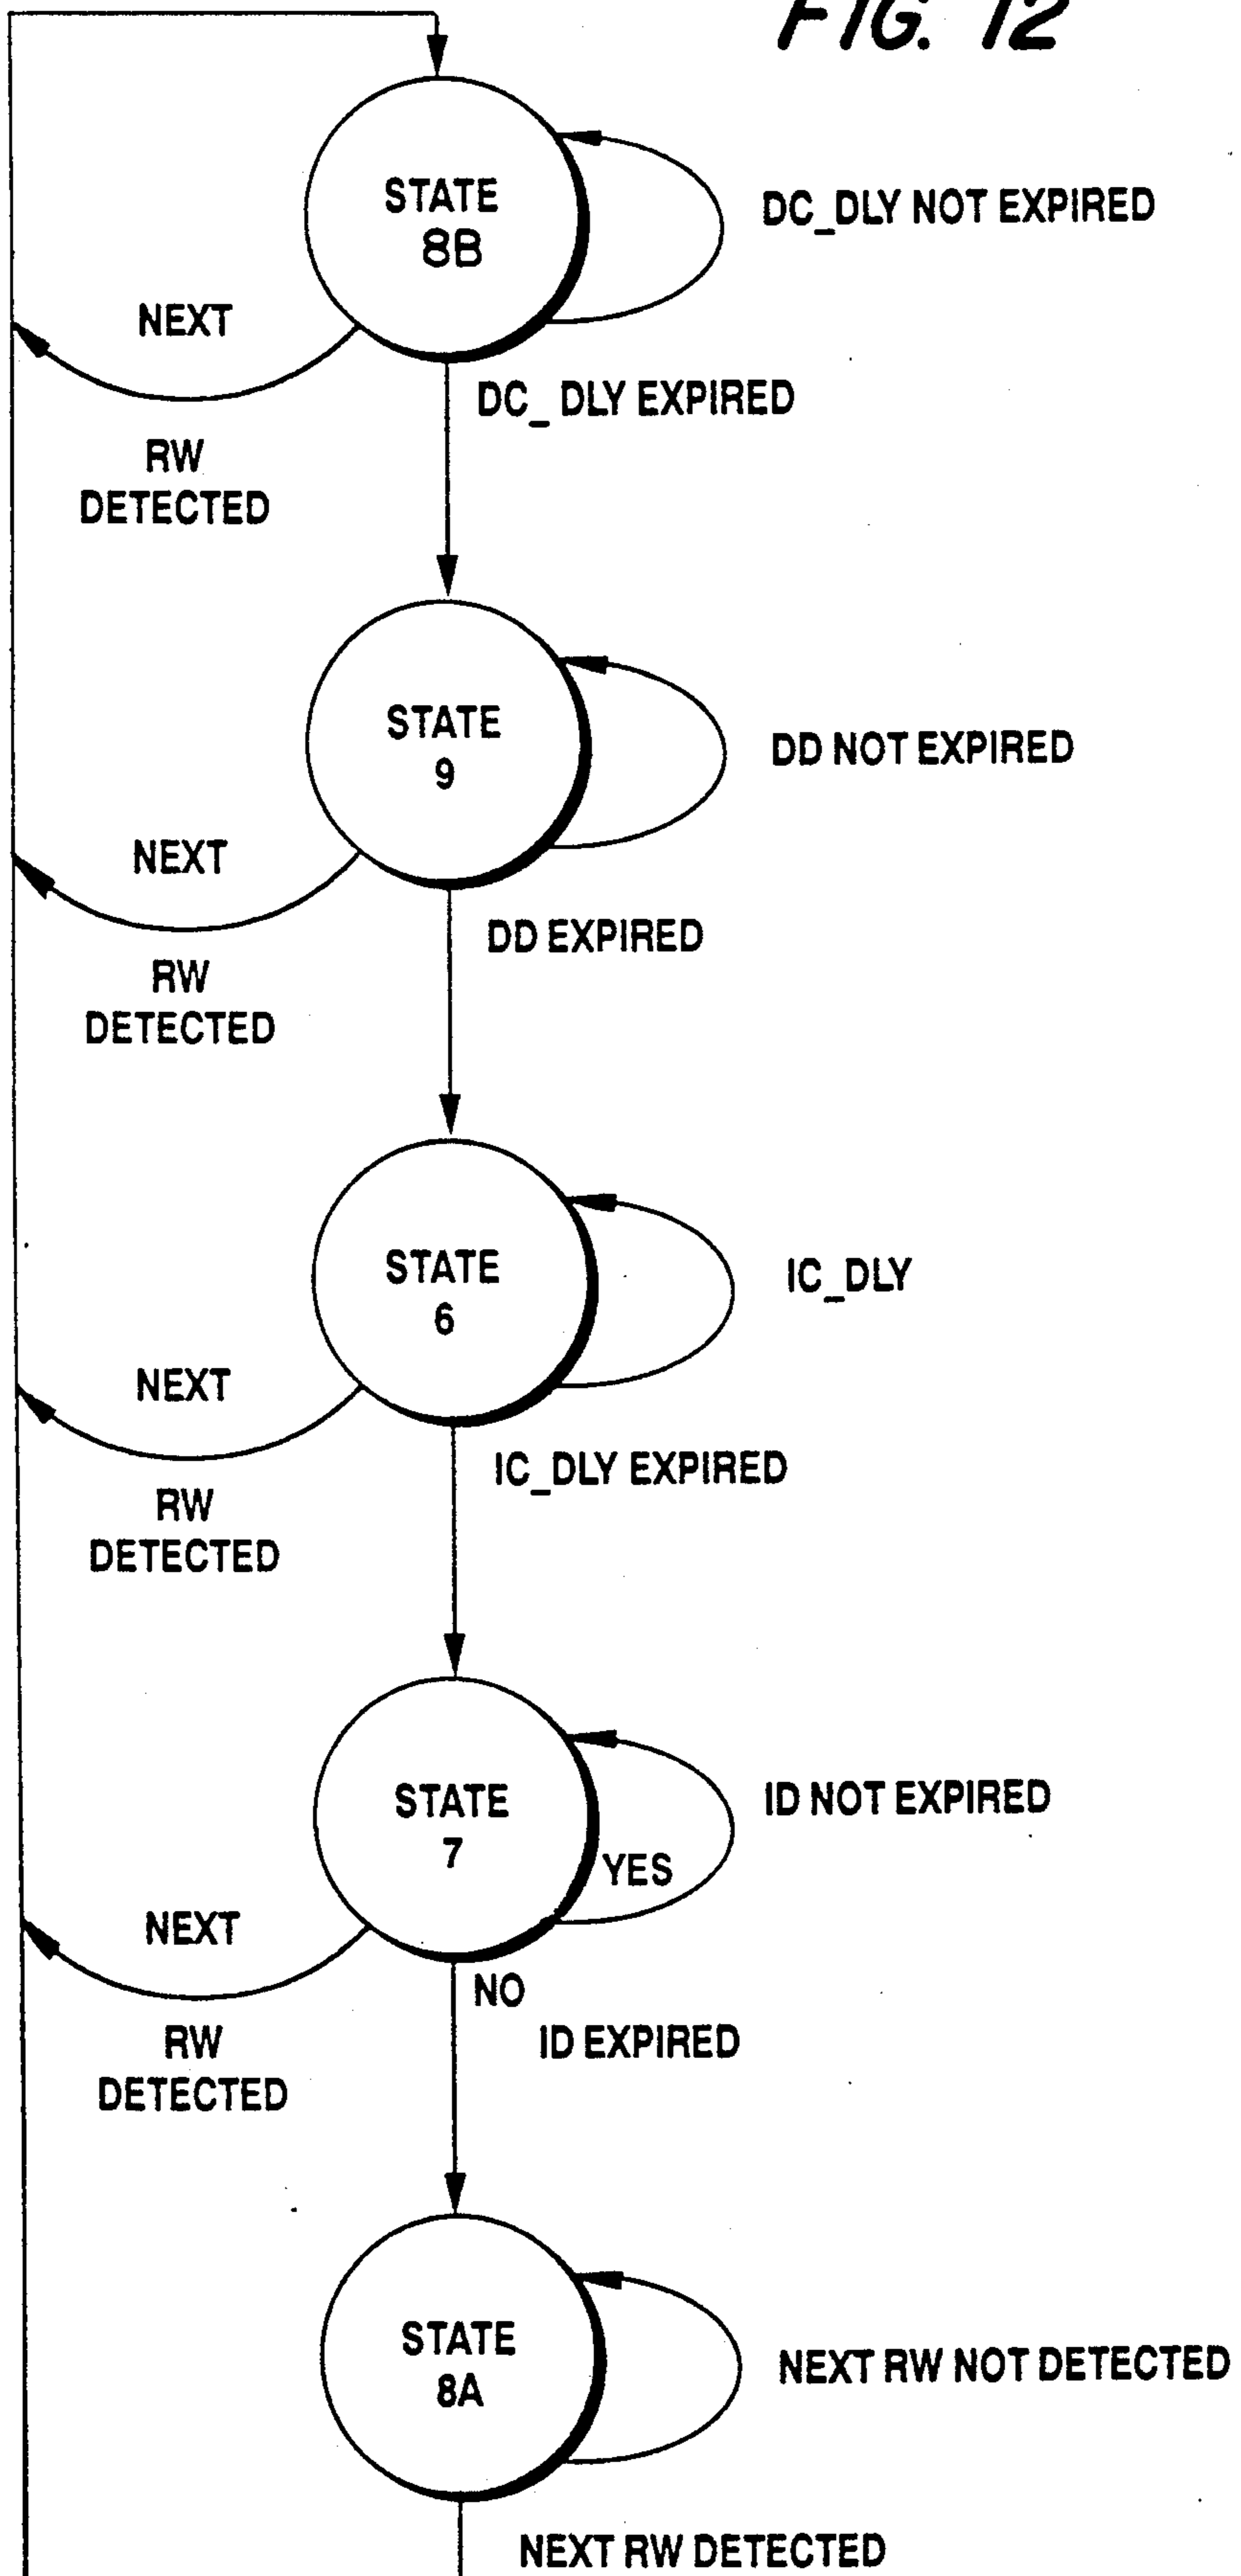 FIG. 12
STATE
8B
DC_DLY NOT EXPIRED
NEXT
RW
DETECTED
DC_ DLY EXPIRED
STATE
9
DD NOT EXPIRED
NEXT
RW
DETECTED
DD EXPIRED
STATE
6
IC_DLY
NEXT
RW
DETECTED
IC_DLY EXPIRED
STATE
7
ID NOT EXPIRED
YES
NEXT
RW
DETECTED
NO
ID EXPIRED
STATE
8A
NEXT RW NOT DETECTED
NEXT RW DETECTED